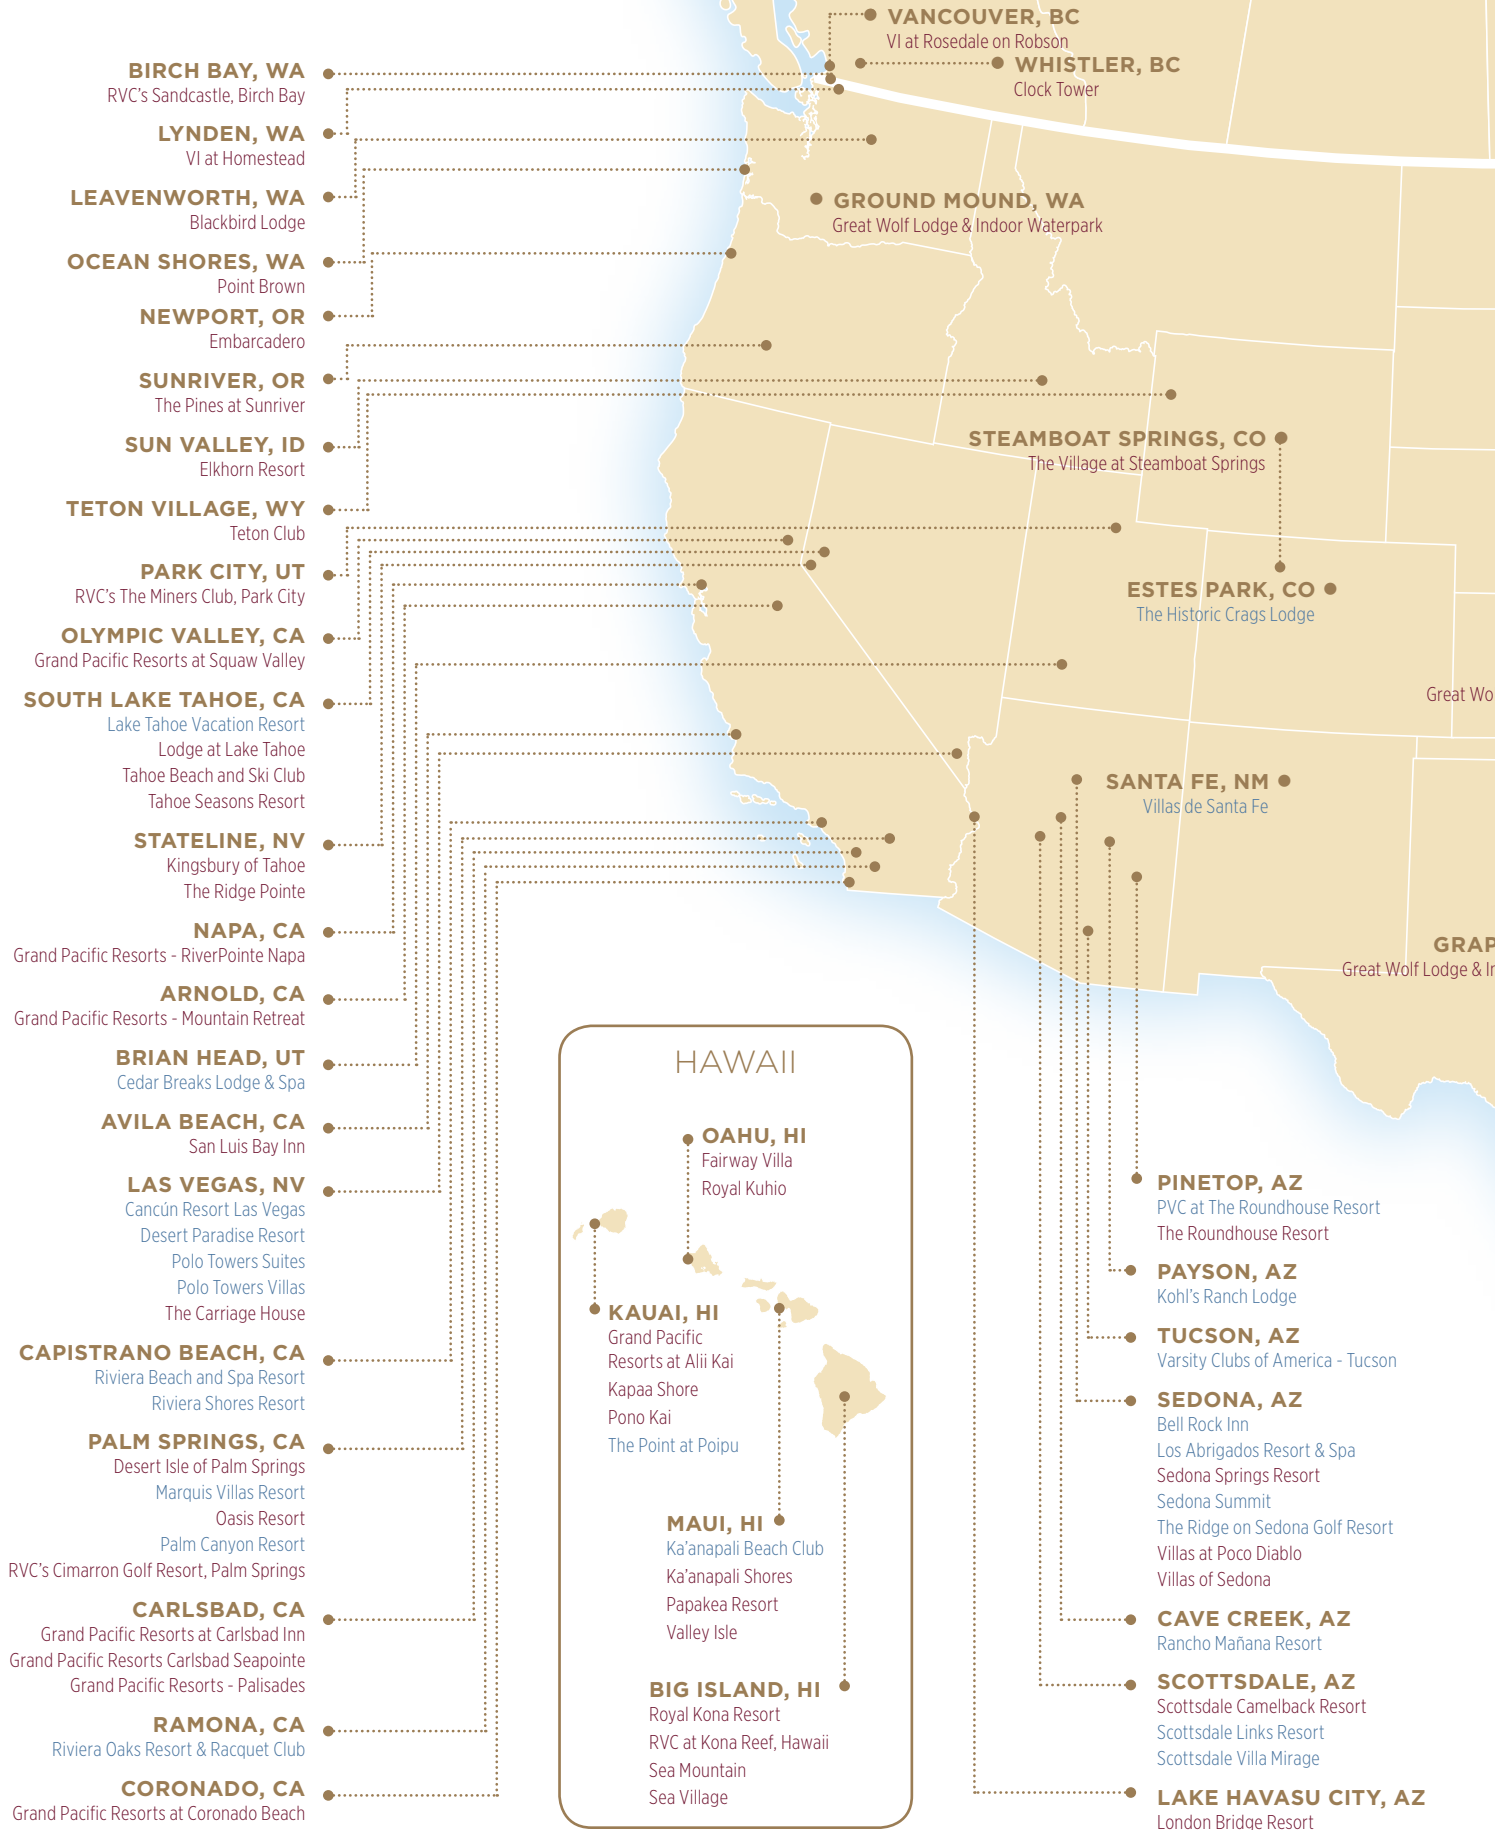 VANCOUVER, BC
VI at Rosedale on Robson
WHISTLER, BC
Clock Tower
BIRCH BAY, WA
RVC's Sandcastle, Birch Bay
LYNDEN, WA
VI at Homestead
LEAVENWORTH, WA
Blackbird Lodge
GROUND MOUND, WA
Great Wolf Lodge & Indoor Waterpark
OCEAN SHORES, WA
Point Brown
NEWPORT, OR
Embarcadero
SUNRIVER, OR
The Pines at Sunriver
SUN VALLEY, ID
Elkhorn Resort
STEAMBOAT SPRINGS, CO
The Village at Steamboat Springs
TETON VILLAGE, WY
Teton Club
PARK CITY, UT
RVC's The Miners Club, Park City
ESTES PARK, CO
The Historic Crags Lodge
OLYMPIC VALLEY, CA
Grand Pacific Resorts at Squaw Valley
SOUTH LAKE TAHOE, CA
Lake Tahoe Vacation Resort
Lodge at Lake Tahoe
Tahoe Beach and Ski Club
Tahoe Seasons Resort
Great Wo
SANTA FE, NM
Villas de Santa Fe
STATELINE, NV
Kingsbury of Tahoe
The Ridge Pointe
NAPA, CA
Grand Pacific Resorts - RiverPointe Napa
GRAP
Great Wolf Lodge & In
ARNOLD, CA
Grand Pacific Resorts - Mountain Retreat
BRIAN HEAD, UT
Cedar Breaks Lodge & Spa
AVILA BEACH, CA
San Luis Bay Inn
LAS VEGAS, NV
Cancún Resort Las Vegas
Desert Paradise Resort
Polo Towers Suites
Polo Towers Villas
The Carriage House
CAPISTRANO BEACH, CA
Riviera Beach and Spa Resort
Riviera Shores Resort
PALM SPRINGS, CA
Desert Isle of Palm Springs
Marquis Villas Resort
Oasis Resort
Palm Canyon Resort
RVC's Cimarron Golf Resort, Palm Springs
CARLSBAD, CA
Grand Pacific Resorts at Carlsbad Inn
Grand Pacific Resorts Carlsbad Seapointe
Grand Pacific Resorts - Palisades
RAMONA, CA
Riviera Oaks Resort & Racquet Club
CORONADO, CA
Grand Pacific Resorts at Coronado Beach
HAWAII
OAHU, HI
Fairway Villa
Royal Kuhio
KAUAI, HI
Grand Pacific
Resorts at Alii Kai
Kapaa Shore
Pono Kai
The Point at Poipu
MAUI, HI
Ka'anapali Beach Club
Ka'anapali Shores
Papakea Resort
Valley Isle
BIG ISLAND, HI
Royal Kona Resort
RVC at Kona Reef, Hawaii
Sea Mountain
Sea Village
PINETOP, AZ
PVC at The Roundhouse Resort
The Roundhouse Resort
PAYSON, AZ
Kohl's Ranch Lodge
TUCSON, AZ
Varsity Clubs of America - Tucson
SEDONA, AZ
Bell Rock Inn
Los Abrigados Resort & Spa
Sedona Springs Resort
Sedona Summit
The Ridge on Sedona Golf Resort
Villas at Poco Diablo
Villas of Sedona
CAVE CREEK, AZ
Rancho Mañana Resort
SCOTTSDALE, AZ
Scottsdale Camelback Resort
Scottsdale Links Resort
Scottsdale Villa Mirage
LAKE HAVASU CITY, AZ
London Bridge Resort